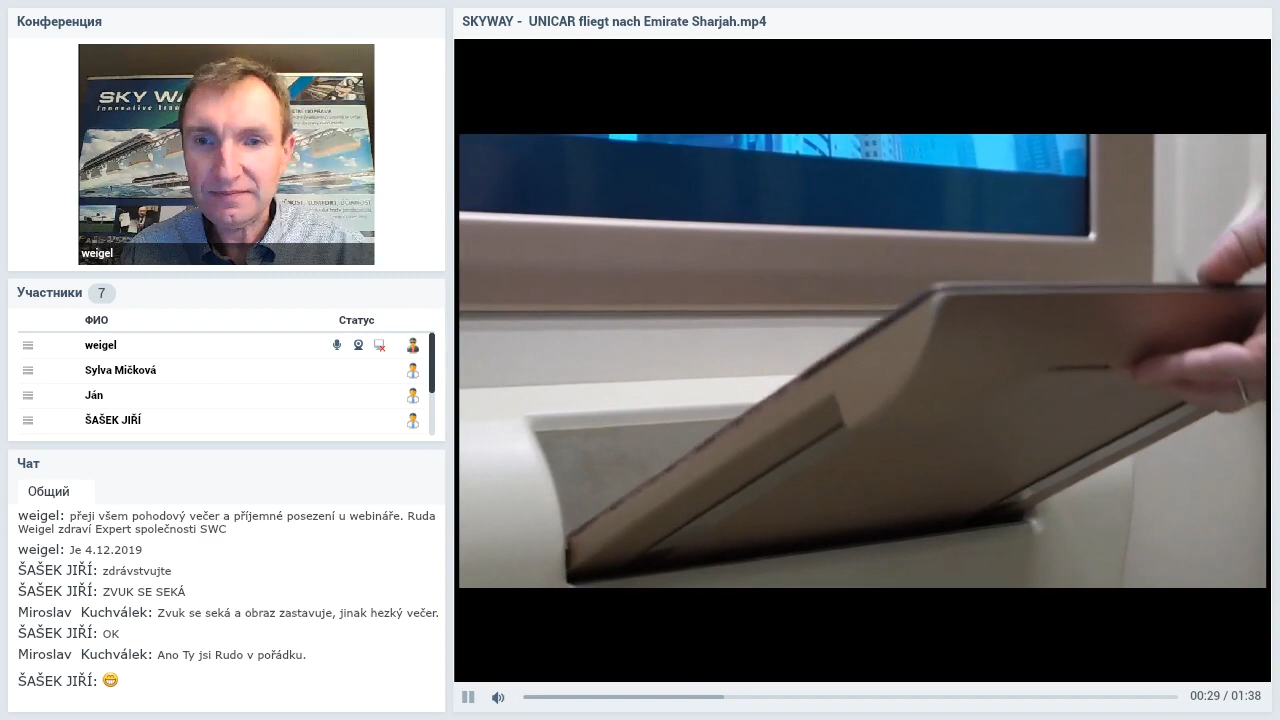 Конференция
SKY WA
weigel
Участники 7
ФИО Статус
weigel
Sylva Mičková
Ján
ŠAŠEK JIŘÍ
Чат
Общий
weigel: přeji všem pohodový večer a příjemné posezení u webináře. Ruda
Weigel zdraví Expert společnosti SWC
weigel: Je 4.12.2019
ŠAŠEK JIŘÍ: zdrávstvujte
ŠAŠEK JIŘÍ: ZVUK SE SEKÁ
Miroslav Kuchválek: Zvuk se seká a obraz zastavuje, jinak hezký večer.
ŠAŠEK JIŘÍ: OK
Miroslav Kuchválek: Ano Ty jsi Rudo v pořádku.
ŠAŠEK JIŘÍ:
SKYWAY - UNICAR fliegt nach Emirate Sharjah.mp4
00:29 / 01:38